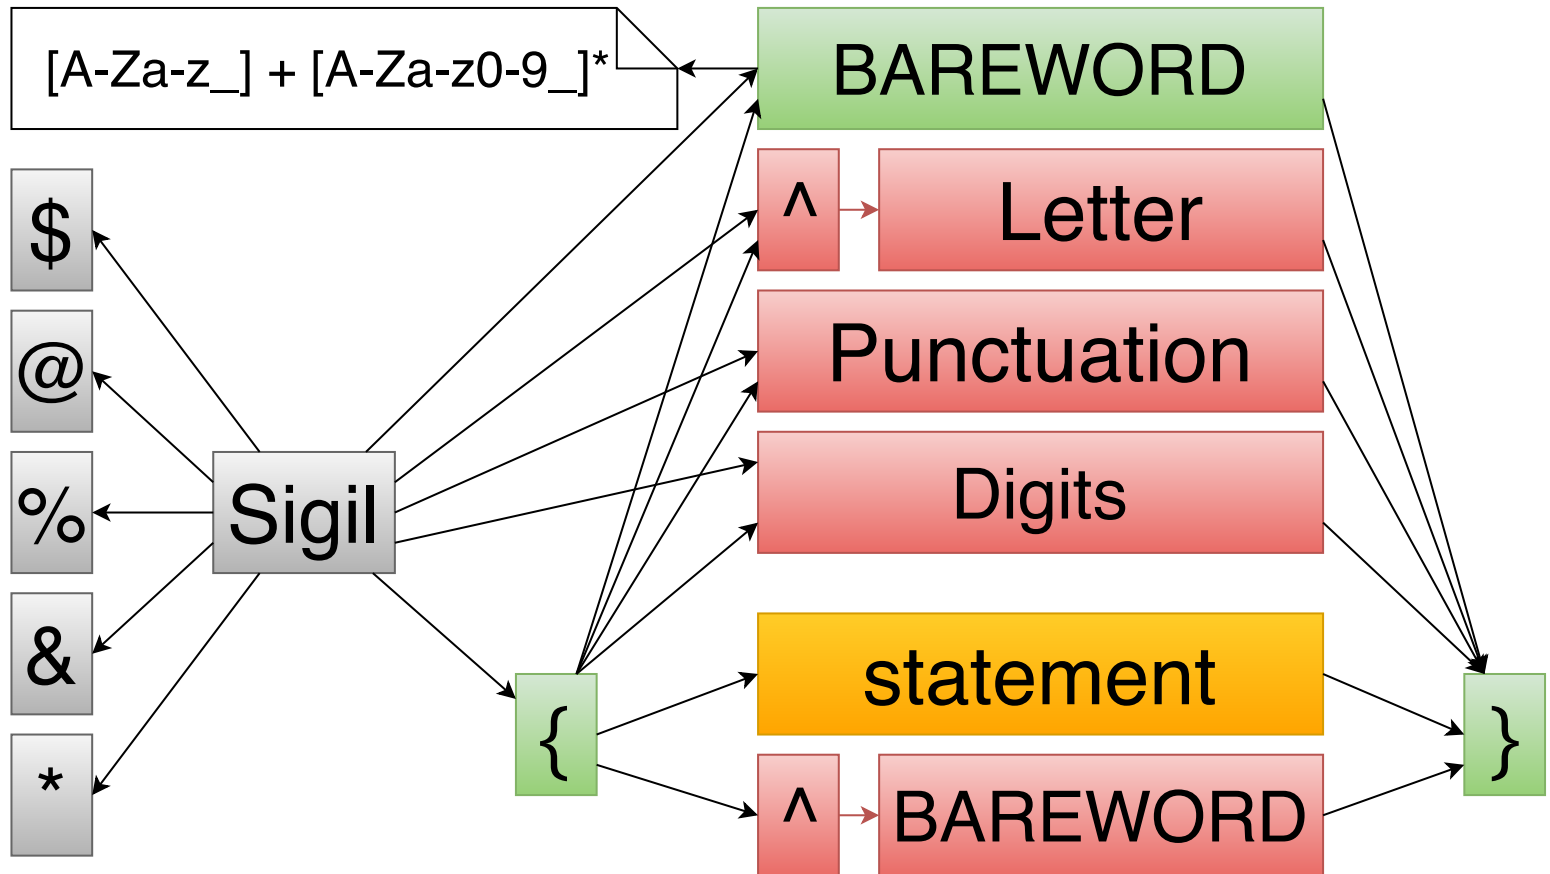 [A-Za-z_] + [A-Za-z0-9_]*
BAREWORD
$
^
Letter
@
Punctuation
%
Sigil
Digits
&
{
statement
}
*
^
BAREWORD